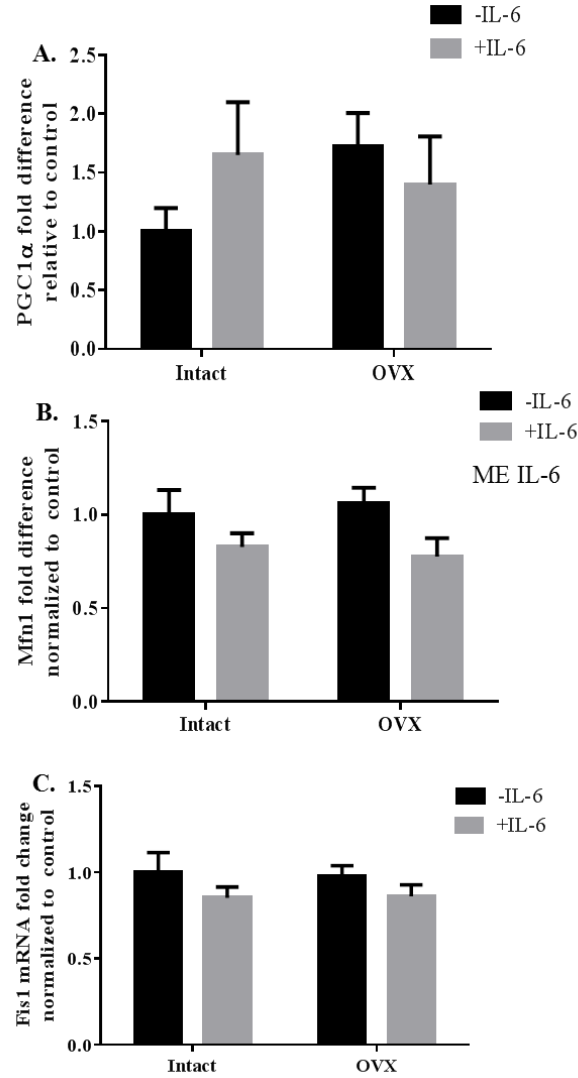 -IL-6
+IL-6
A.
PGC1α fold difference
relative to control
2.5
2.0
1.5
1.0
0.5
0.0
Intact
OVX
-IL-6
+IL-6
ME IL-6
B.
Mfn1 fold difference
normalized to control
1.5
1.0
0.5
0.0
Intact
OVX
-IL-6
+IL-6
C.
Fis1 mRNA fold change
normalized to control
1.5
1.0
0.5
0.0
Intact
OVX